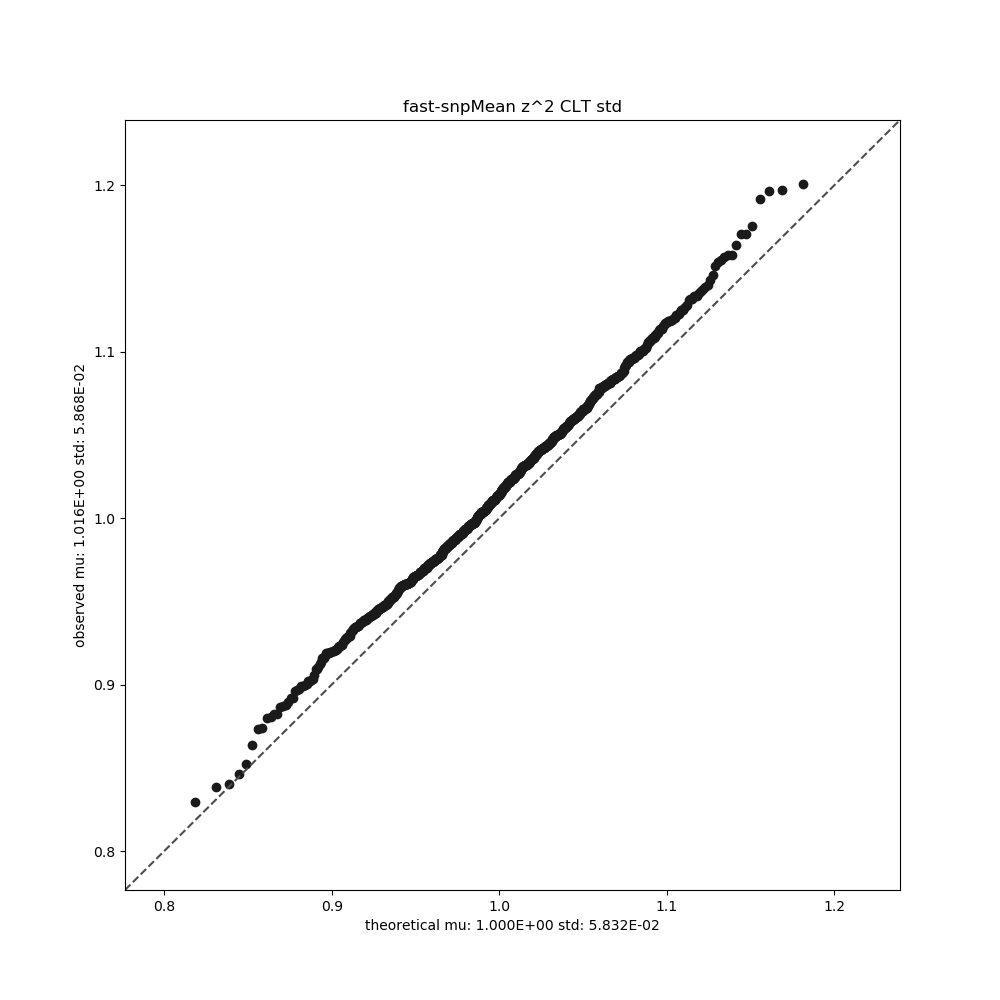 fast-snpMean z^2 CLT std
1.2
1.1
1.0
0.9
0.8
observed mu: 1.016E+00 std: 5.868E-02
0.8 0.9 1.0 1.1 1.2
theoretical mu: 1.000E+00 std: 5.832E-02